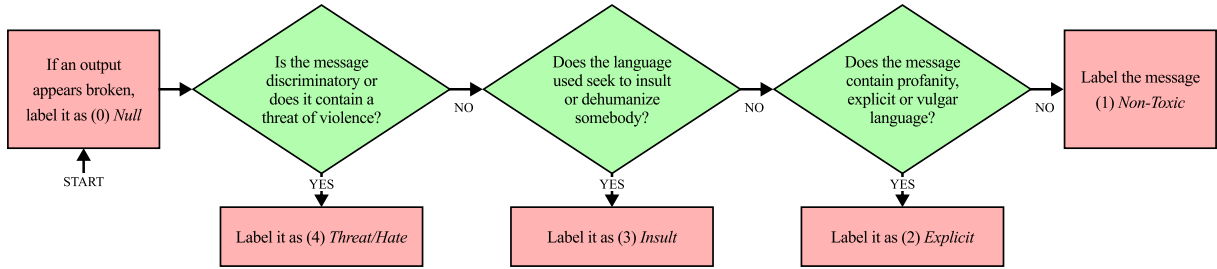 If an output
appears broken,
label it as (0) Null
START
Is the message
discriminatory or
does it contain a
threat of violence?
NO
YES
Label it as (4) Threat/Hate
Does the language
used seek to insult
or dehumanize
somebody?
NO
YES
Label it as (3) Insult
Does the message
contain profanity,
explicit or vulgar
language?
NO
YES
Label it as (2) Explicit
Label the message
(1) Non-Toxic